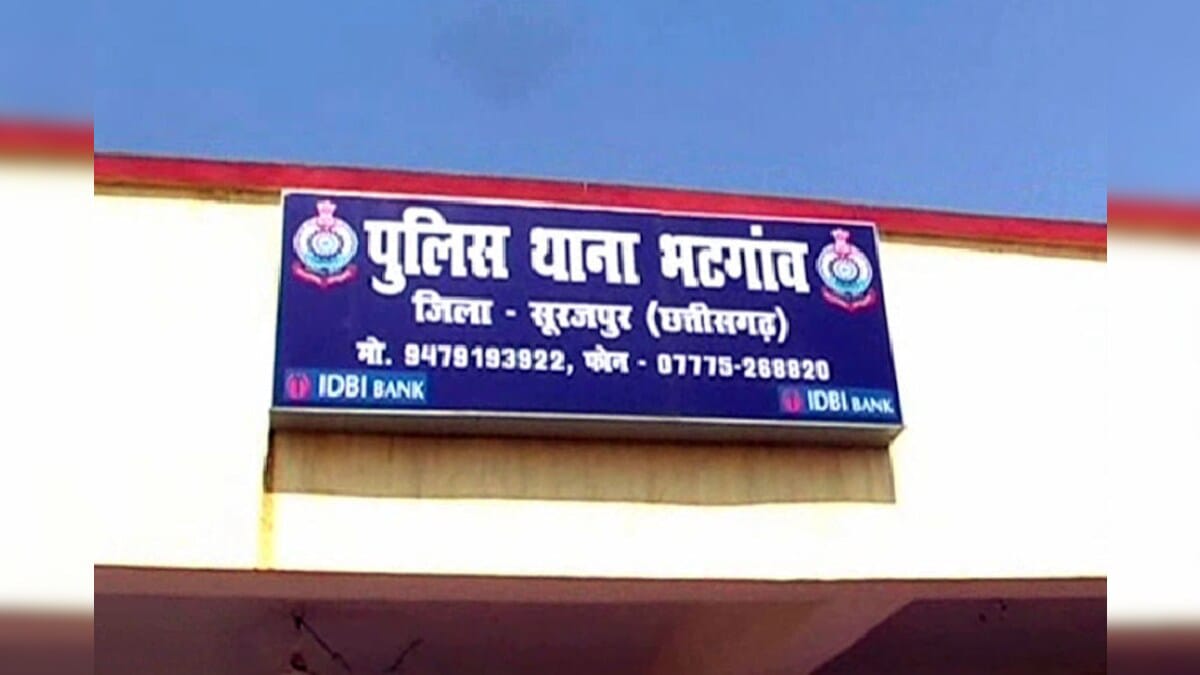 पुलिस थाना भटगांव
जिला - सूरजपुर (छत्तीसगढ़)
मो. 9479193922, फोन - 07775-268820
IDBI BANK IDBI BANK